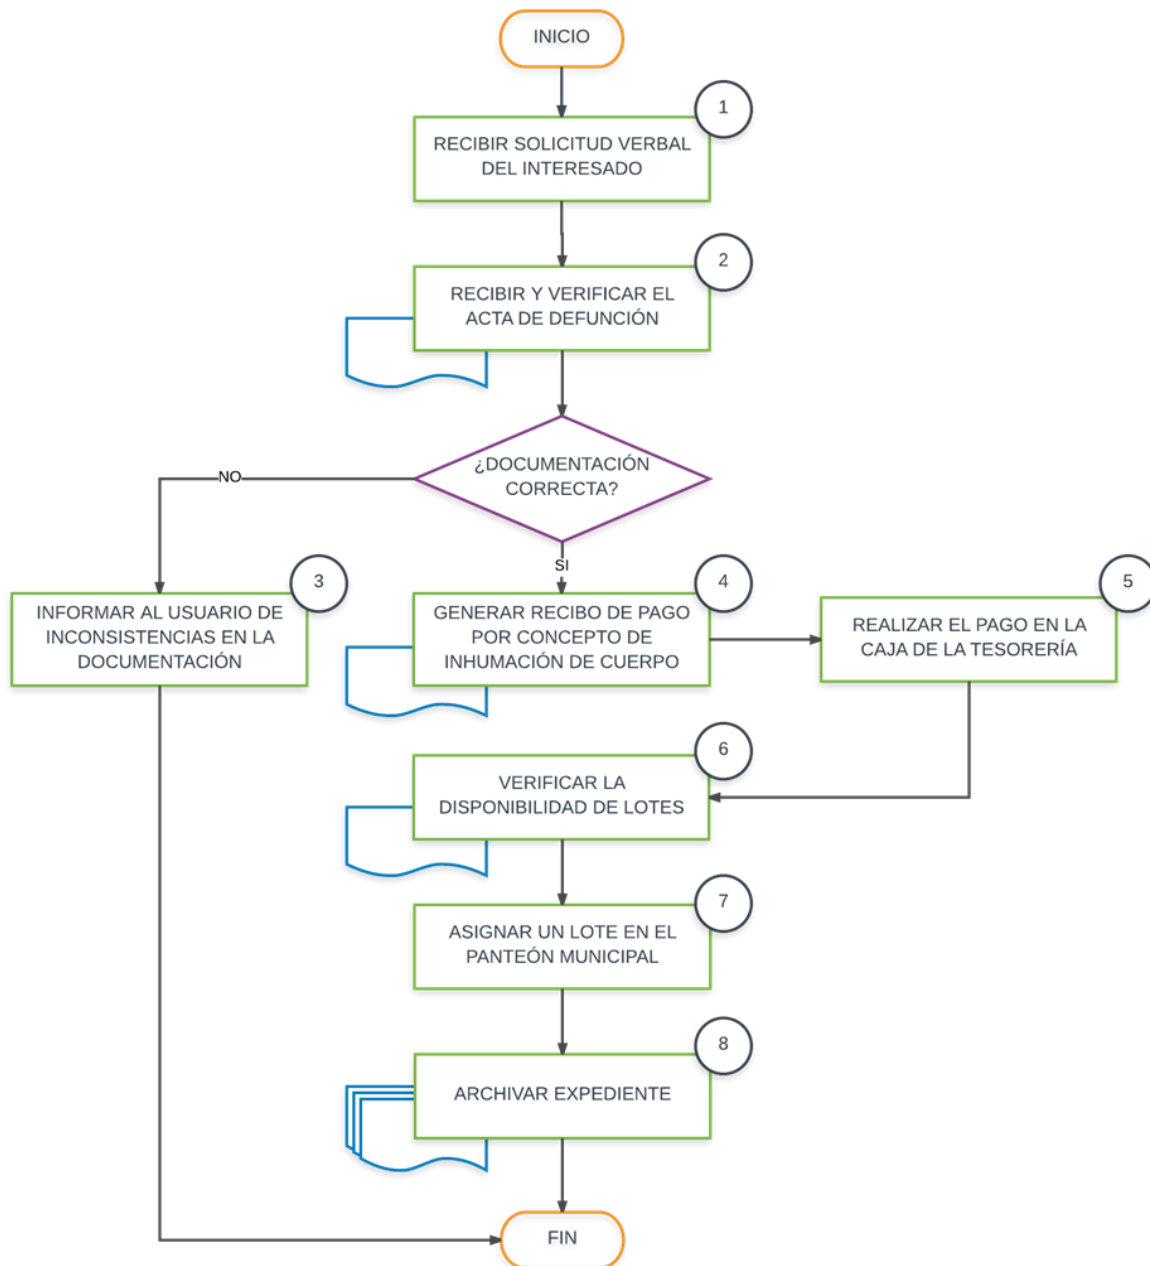 INICIO
1
RECIBIR SOLICITUD VERBAL
DEL INTERESADO
2
RECIBIR Y VERIFICAR EL
ACTA DE DEFUNCIÓN
¿DOCUMENTACIÓN
CORRECTA?
NO
SI
3
INFORMAR AL USUARIO DE
INCONSISTENCIAS EN LA
DOCUMENTACIÓN
4
GENERAR RECIBO DE PAGO
POR CONCEPTO DE
INHUMACIÓN DE CUERPO
5
REALIZAR EL PAGO EN LA
CAJA DE LA TESORERÍA
6
VERIFICAR LA
DISPONIBILIDAD DE LOTES
7
ASIGNAR UN LOTE EN EL
PANTEÓN MUNICIPAL
8
ARCHIVAR EXPEDIENTE
FIN